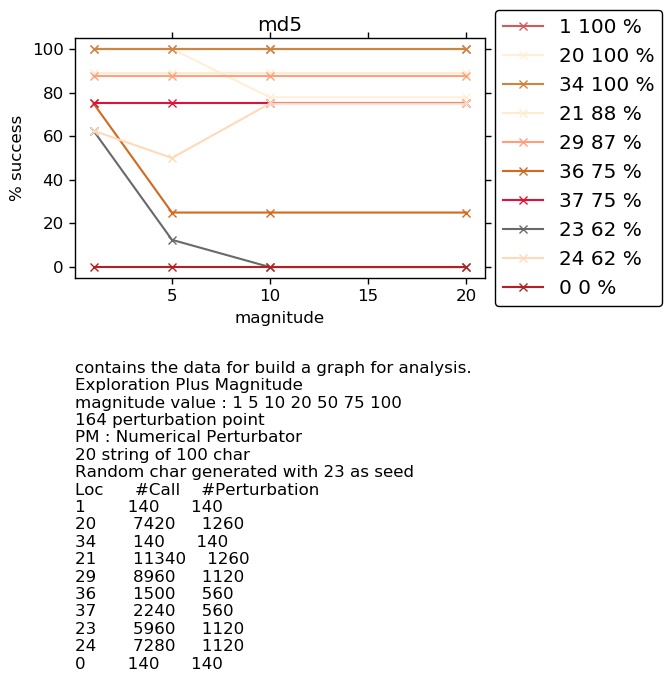 md5
100
80
60
40
20
0
% success
5
10
15
20
magnitude
1 100 %
20 100 %
34 100 %
21 88 %
29 87 %
36 75 %
37 75 %
23 62 %
24 62 %
0 0 %
contains the data for build a graph for analysis.
Exploration Plus Magnitude
magnitude value : 1 5 10 20 50 75 100
164 perturbation point
PM : Numerical Perturbator
20 string of 100 char
Random char generated with 23 as seed
Loc #Call #Perturbation
1 140 140
20 7420 1260
34 140 140
21 11340 1260
29 8960 1120
36 1500 560
37 2240 560
23 5960 1120
24 7280 1120
0 140 140